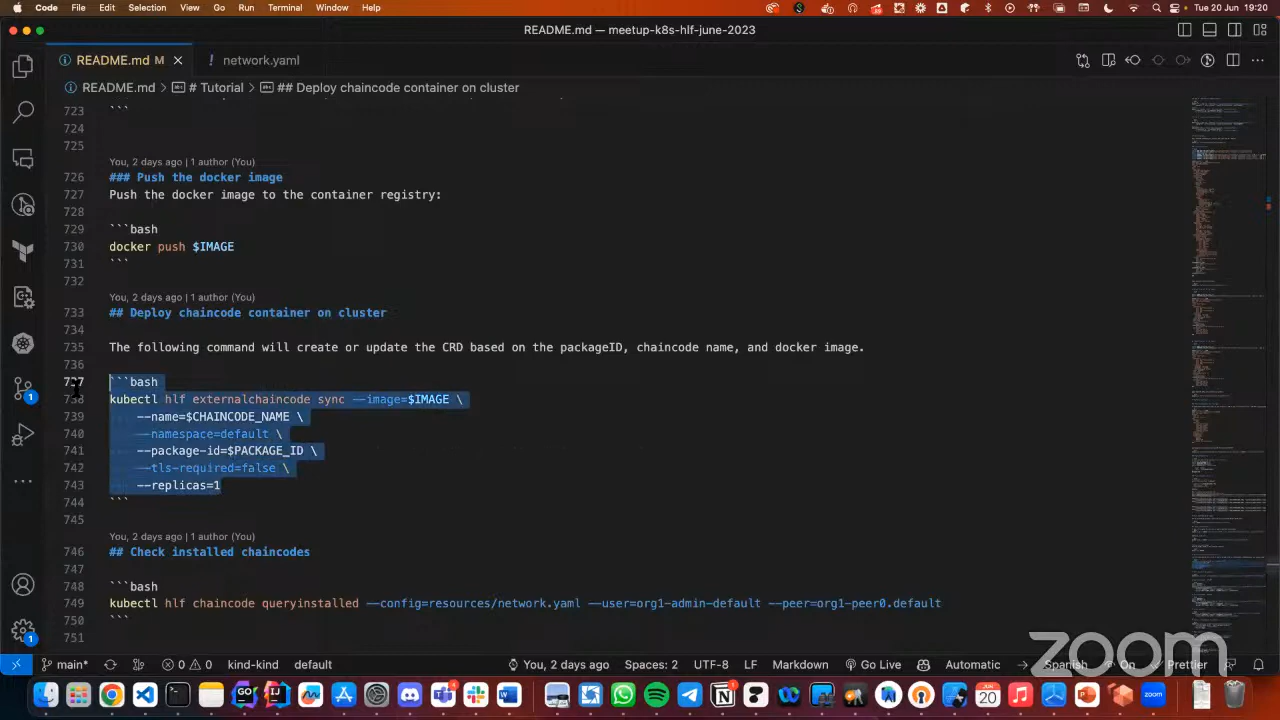 Code File Edit Selection View Go Run Terminal Window Help Tue 20 Jun 19:20
README.md — meetup-k8s-hlf-june-2023
README.md M network.yaml
README.md > # Tutorial > ## Deploy chaincode container on cluster
723 ```
724
725
You, 2 days ago | 1 author (You)
726 ### Push the docker image
727 Push the docker image to the container registry:
728
729 ```bash
730 docker push $IMAGE
731 ```
732
You, 2 days ago | 1 author (You)
733 ## Deploy chaincode container on cluster
734
735 The following command will create or update the CRD based on the packageID, chaincode name, and docker image.
736
737 ```bash
738 kubectl hlf externalchaincode sync --image=$IMAGE \
739 --name=$CHAINCODE_NAME \
740 --namespace=default \
741 --package-id=$PACKAGE_ID \
742 --tls-required=false \
743 --replicas=1
744 ```
745
You, 2 days ago | 1 author (You)
746 ## Check installed chaincodes
747
748 ```bash
749 kubectl hlf chaincode queryinstalled --config=resources/network.yaml --user=org1-admin-default --peer=org1-peer0.default
750 ```
751
1
1
zoom
main* 0 0 kind-kind default You, 2 days ago Spaces: 2 UTF-8 LF Markdown Go Live Automatic → Spanish On Prettier
JUN
20
zoom